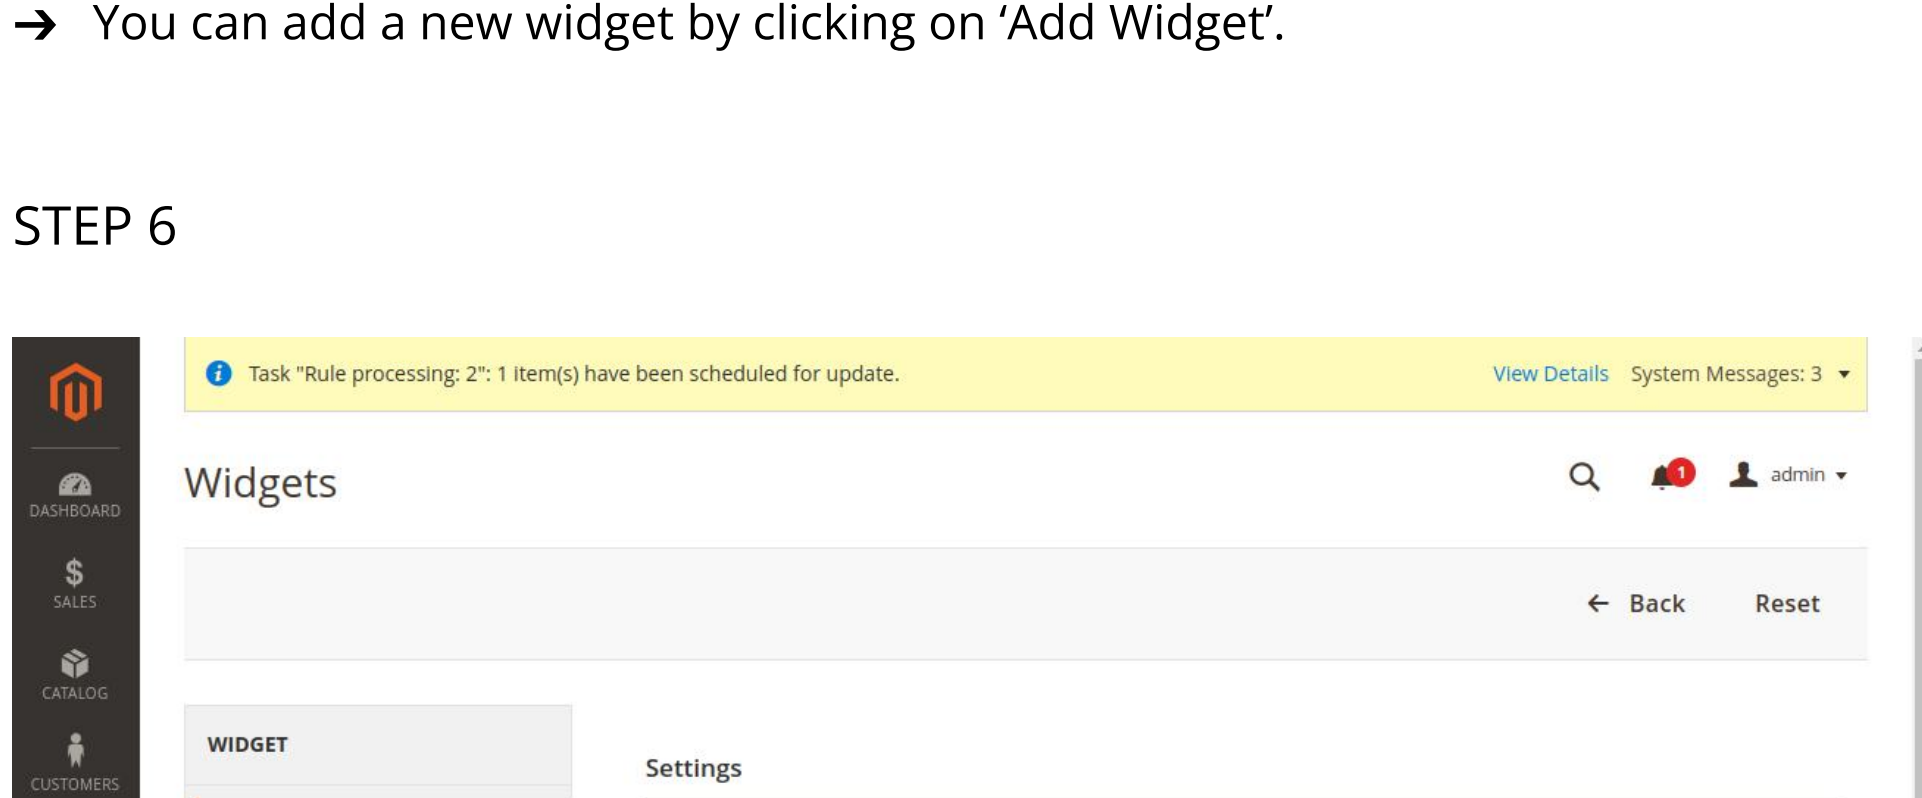 ➔ You can add a new widget by clicking on ‘Add Widget’.
STEP 6
Task "Rule processing: 2": 1 item(s) have been scheduled for update. View Details System Messages: 3
Widgets 1 admin
DASHBOARD
SALES
Back Reset
CATALOG
WIDGET
Settings
CUSTOMERS